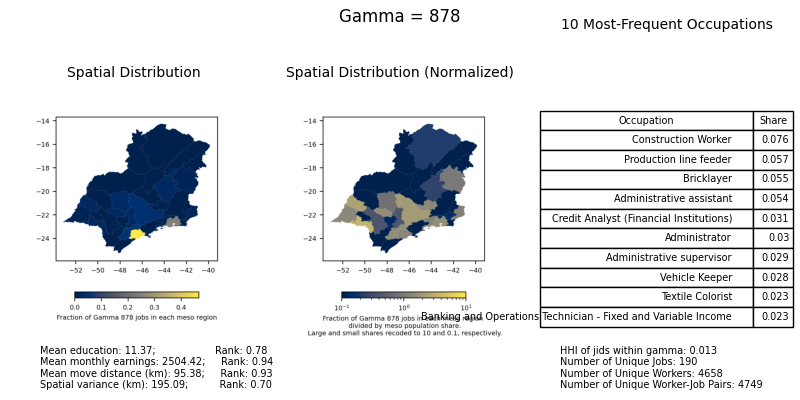 Gamma = 878
10 Most-Frequent Occupations
Spatial Distribution
Spatial Distribution (Normalized)
−14
−16
−18
−20
−22
−24
−52 −50 −48 −46 −44 −42 −40
0.0 0.1 0.2 0.3 0.4
Fraction of Gamma 878 jobs in each meso region
−14
−16
−18
−20
−22
−24
−52 −50 −48 −46 −44 −42 −40
10⁻¹ 10⁰ 10¹
Fraction of Gamma 878 jobs in each meso region
divided by meso population share.
Large and small shares recoded to 10 and 0.1, respectively.
Occupation Share
Construction Worker 0.076
Production line feeder 0.057
Bricklayer 0.055
Administrative assistant 0.054
Credit Analyst (Financial Institutions) 0.031
Administrator 0.03
Administrative supervisor 0.029
Vehicle Keeper 0.028
Textile Colorist 0.023
Banking and Operations Technician - Fixed and Variable Income 0.023
Mean education: 11.37; Rank: 0.78
Mean monthly earnings: 2504.42; Rank: 0.94
Mean move distance (km): 95.38; Rank: 0.93
Spatial variance (km): 195.09; Rank: 0.70
HHI of jids within gamma: 0.013
Number of Unique Jobs: 190
Number of Unique Workers: 4658
Number of Unique Worker-Job Pairs: 4749